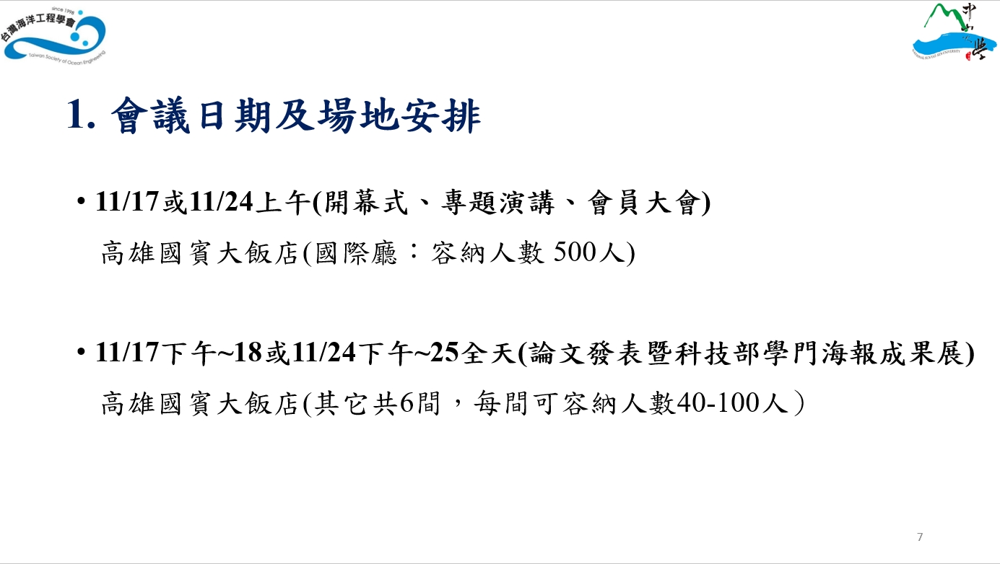 since 1998
台灣海洋工程學會
Taiwan Society of Ocean Engineering
中山大學
NATIONAL SUN YAT-SEN UNIVERSITY
1. 會議日期及場地安排
• 11/17或11/24上午(開幕式、專題演講、會員大會)
高雄國賓大飯店(國際廳：容納人數 500人)
• 11/17下午~18或11/24下午~25全天(論文發表暨科技部學門海報成果展)
高雄國賓大飯店(其它共6間，每間可容納人數40-100人）
7